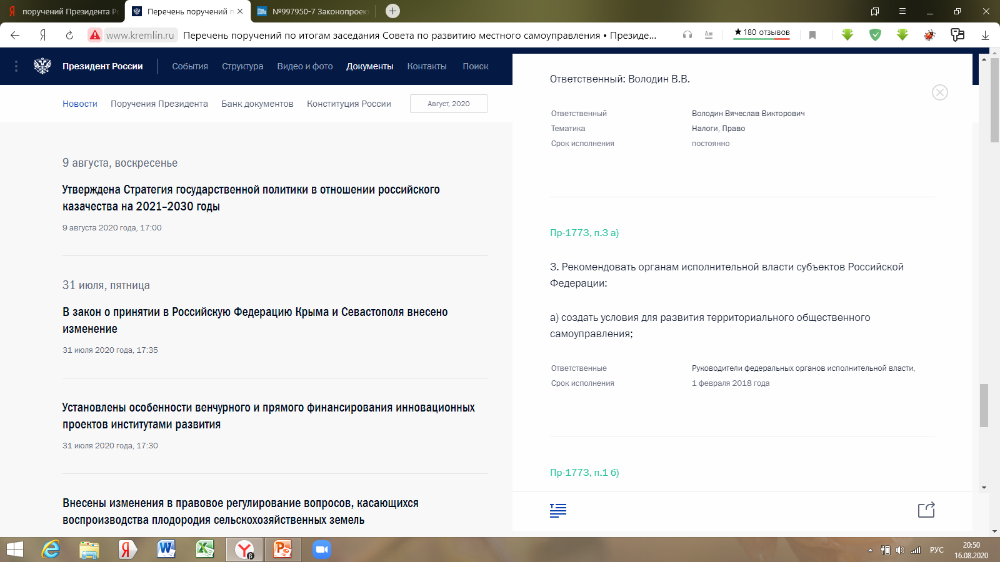 поручений Президента Рс
Перечень поручений п
№997950-7 Законопроек
www.kremlin.ru
Перечень поручений по итогам заседания Совета по развитию местного самоуправления • Президе...
★ 180 отзывов
Президент России
События
Структура
Видео и фото
Документы
Контакты
Поиск
Новости
Поручения Президента
Банк документов
Конституция России
Август, 2020
9 августа, воскресенье
Утверждена Стратегия государственной политики в отношении российского
казачества на 2021–2030 годы
9 августа 2020 года, 17:00
31 июля, пятница
В закон о принятии в Российскую Федерацию Крыма и Севастополя внесено
изменение
31 июля 2020 года, 17:35
Установлены особенности венчурного и прямого финансирования инновационных
проектов институтами развития
31 июля 2020 года, 17:30
Внесены изменения в правовое регулирование вопросов, касающихся
воспроизводства плодородия сельскохозяйственных земель
Ответственный: Володин В.В.
Ответственный Володин Вячеслав Викторович
Тематика Налоги, Право
Срок исполнения постоянно
Пр-1773, п.3 а)
3. Рекомендовать органам исполнительной власти субъектов Российской
Федерации:
а) создать условия для развития территориального общественного
самоуправления;
Ответственные Руководители федеральных органов исполнительной власти,
Срок исполнения 1 февраля 2018 года
Пр-1773, п.1 б)
РУС
20:50
16.08.2020